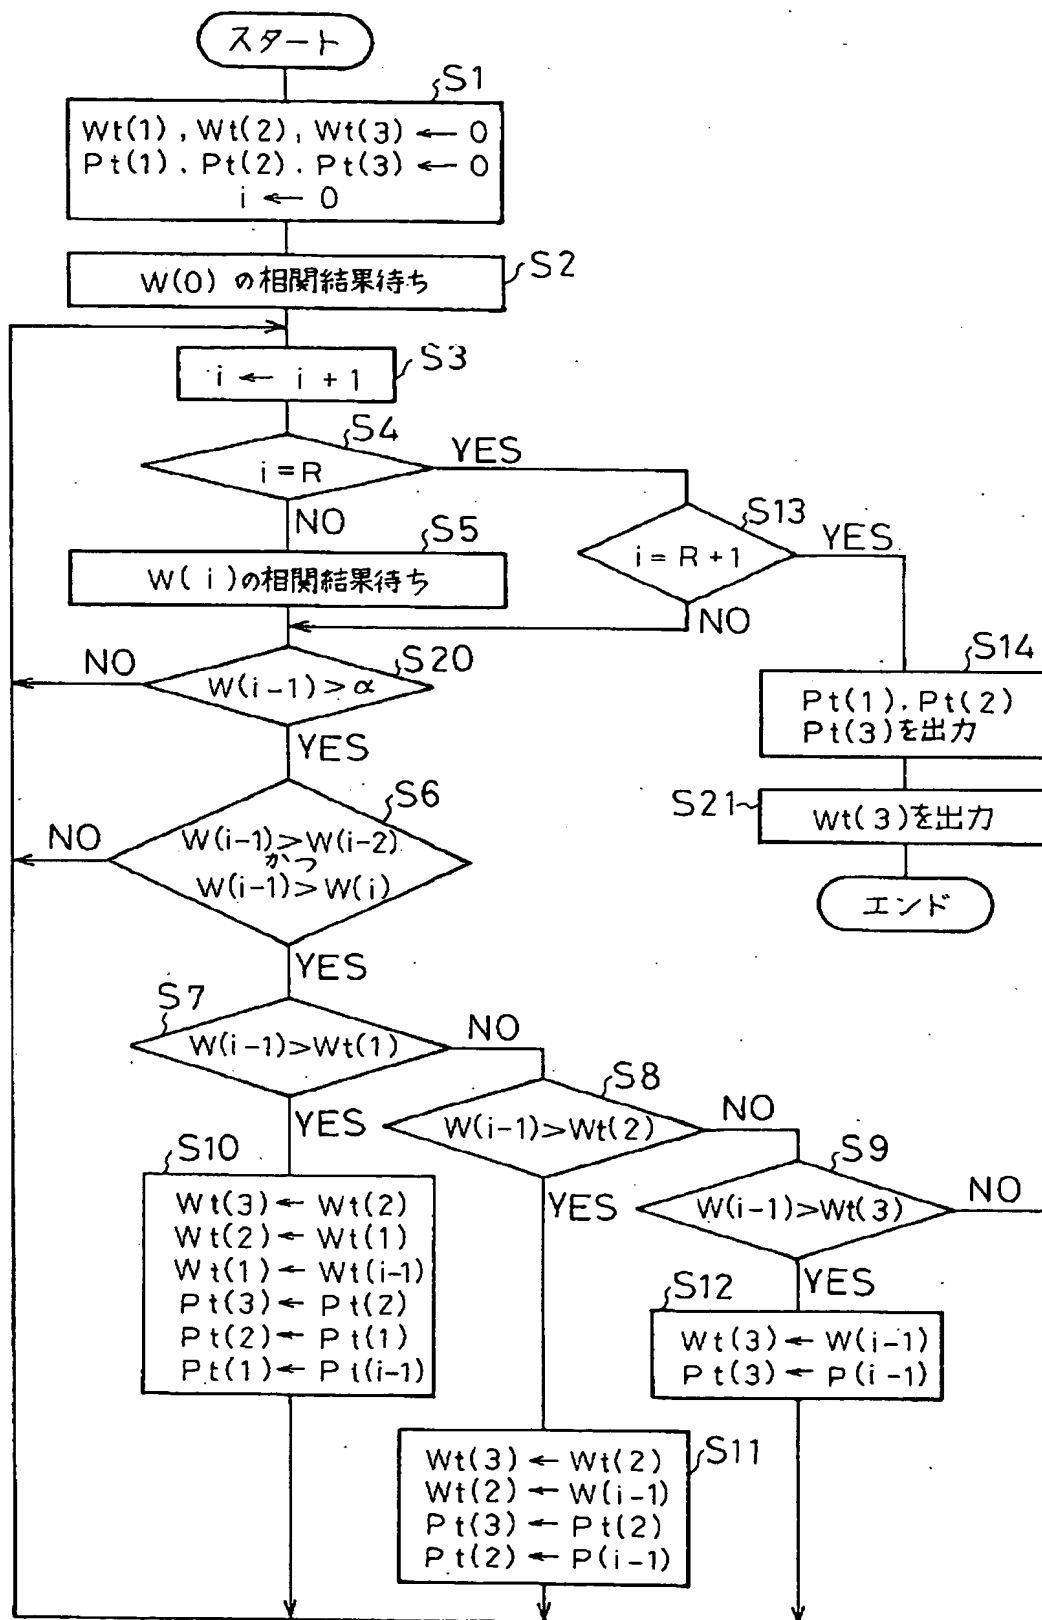 スタート
S1
Wt(1), Wt(2), Wt(3) ← 0
Pt(1). Pt(2). Pt(3) ← 0
i ← 0
S2
W(0) の相関結果待ち
S3
i ← i + 1
S4
i = R
YES
NO
S13
i = R + 1
YES
NO
S5
W( i )の相関結果待ち
S20
W(i-1) > α
NO
YES
S14
Pt(1). Pt(2)
Pt(3)を出力
S21
Wt(3)を出力
エンド
S6
W(i-1) > W(i-2)
かつ
W(i-1) > W(i)
NO
YES
S7
W(i-1) > Wt(1)
NO
YES
S8
W(i-1) > Wt(2)
NO
YES
S9
W(i-1) > Wt(3)
NO
YES
S10
Wt(3) ← Wt(2)
Wt(2) ← Wt(1)
Wt(1) ← Wt(i-1)
Pt(3) ← Pt(2)
Pt(2) ← Pt(1)
Pt(1) ← Pt(i-1)
S12
Wt(3) ← W(i-1)
Pt(3) ← P(i-1)
S11
Wt(3) ← Wt(2)
Wt(2) ← W(i-1)
Pt(3) ← Pt(2)
Pt(2) ← P(i-1)